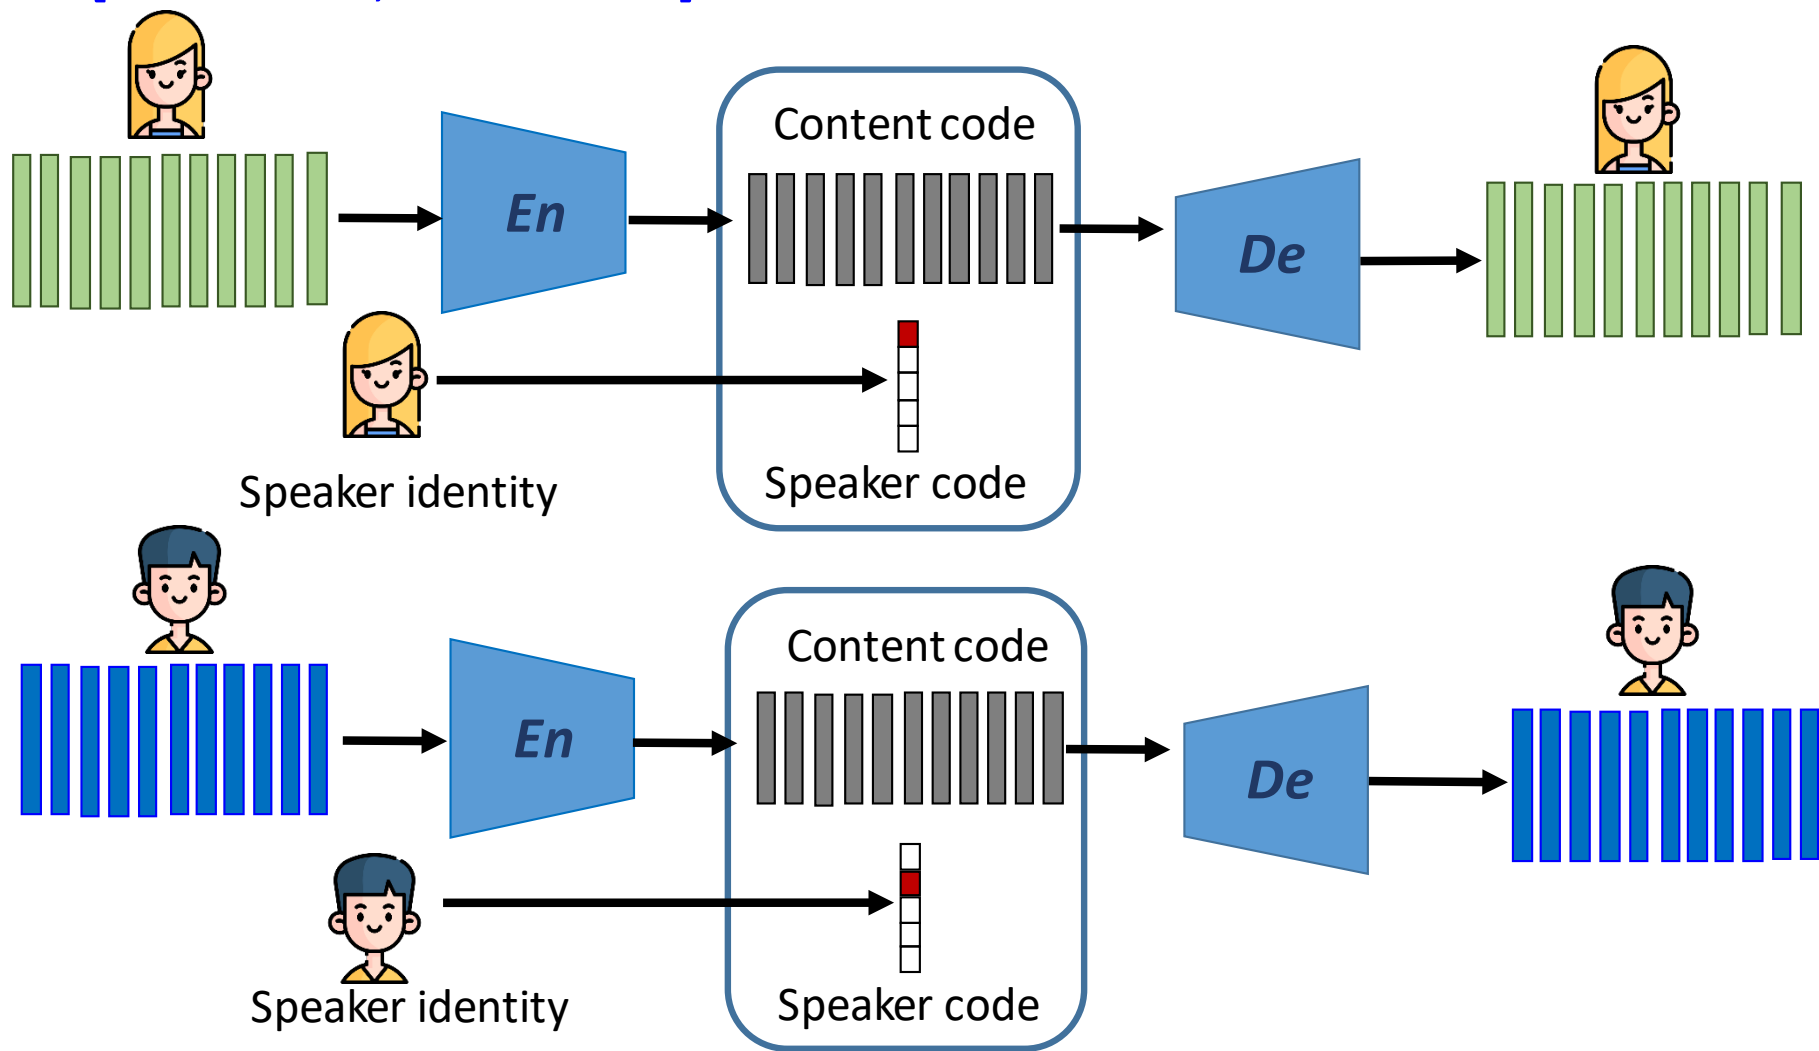 Content code
En
De
Speaker code
Speaker identity
Content code
En
De
Speaker code
Speaker identity